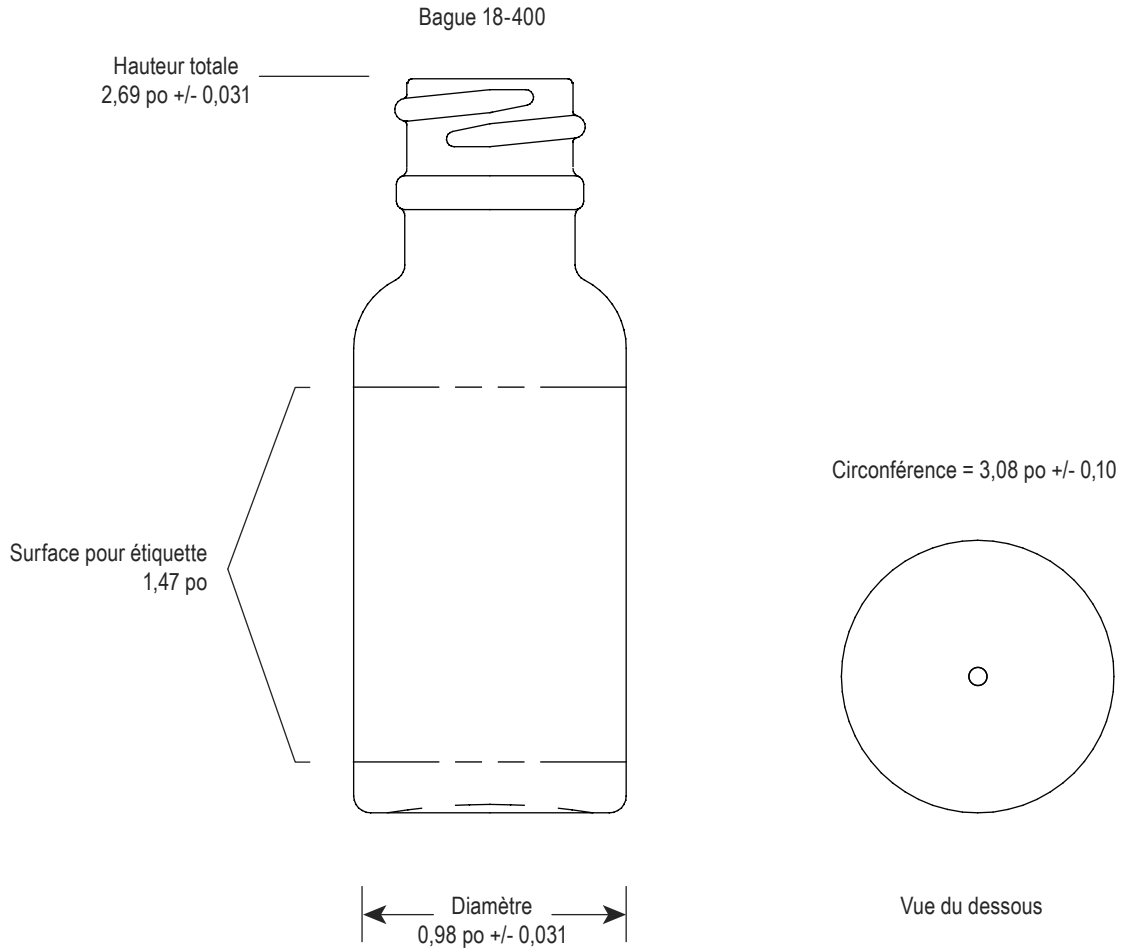 Bague 18-400
Hauteur totale
2,69 po +/- 0,031
Circonférence = 3,08 po +/- 0,10
Surface pour étiquette
1,47 po
Diamètre
0,98 po +/- 0,031
Vue du dessous